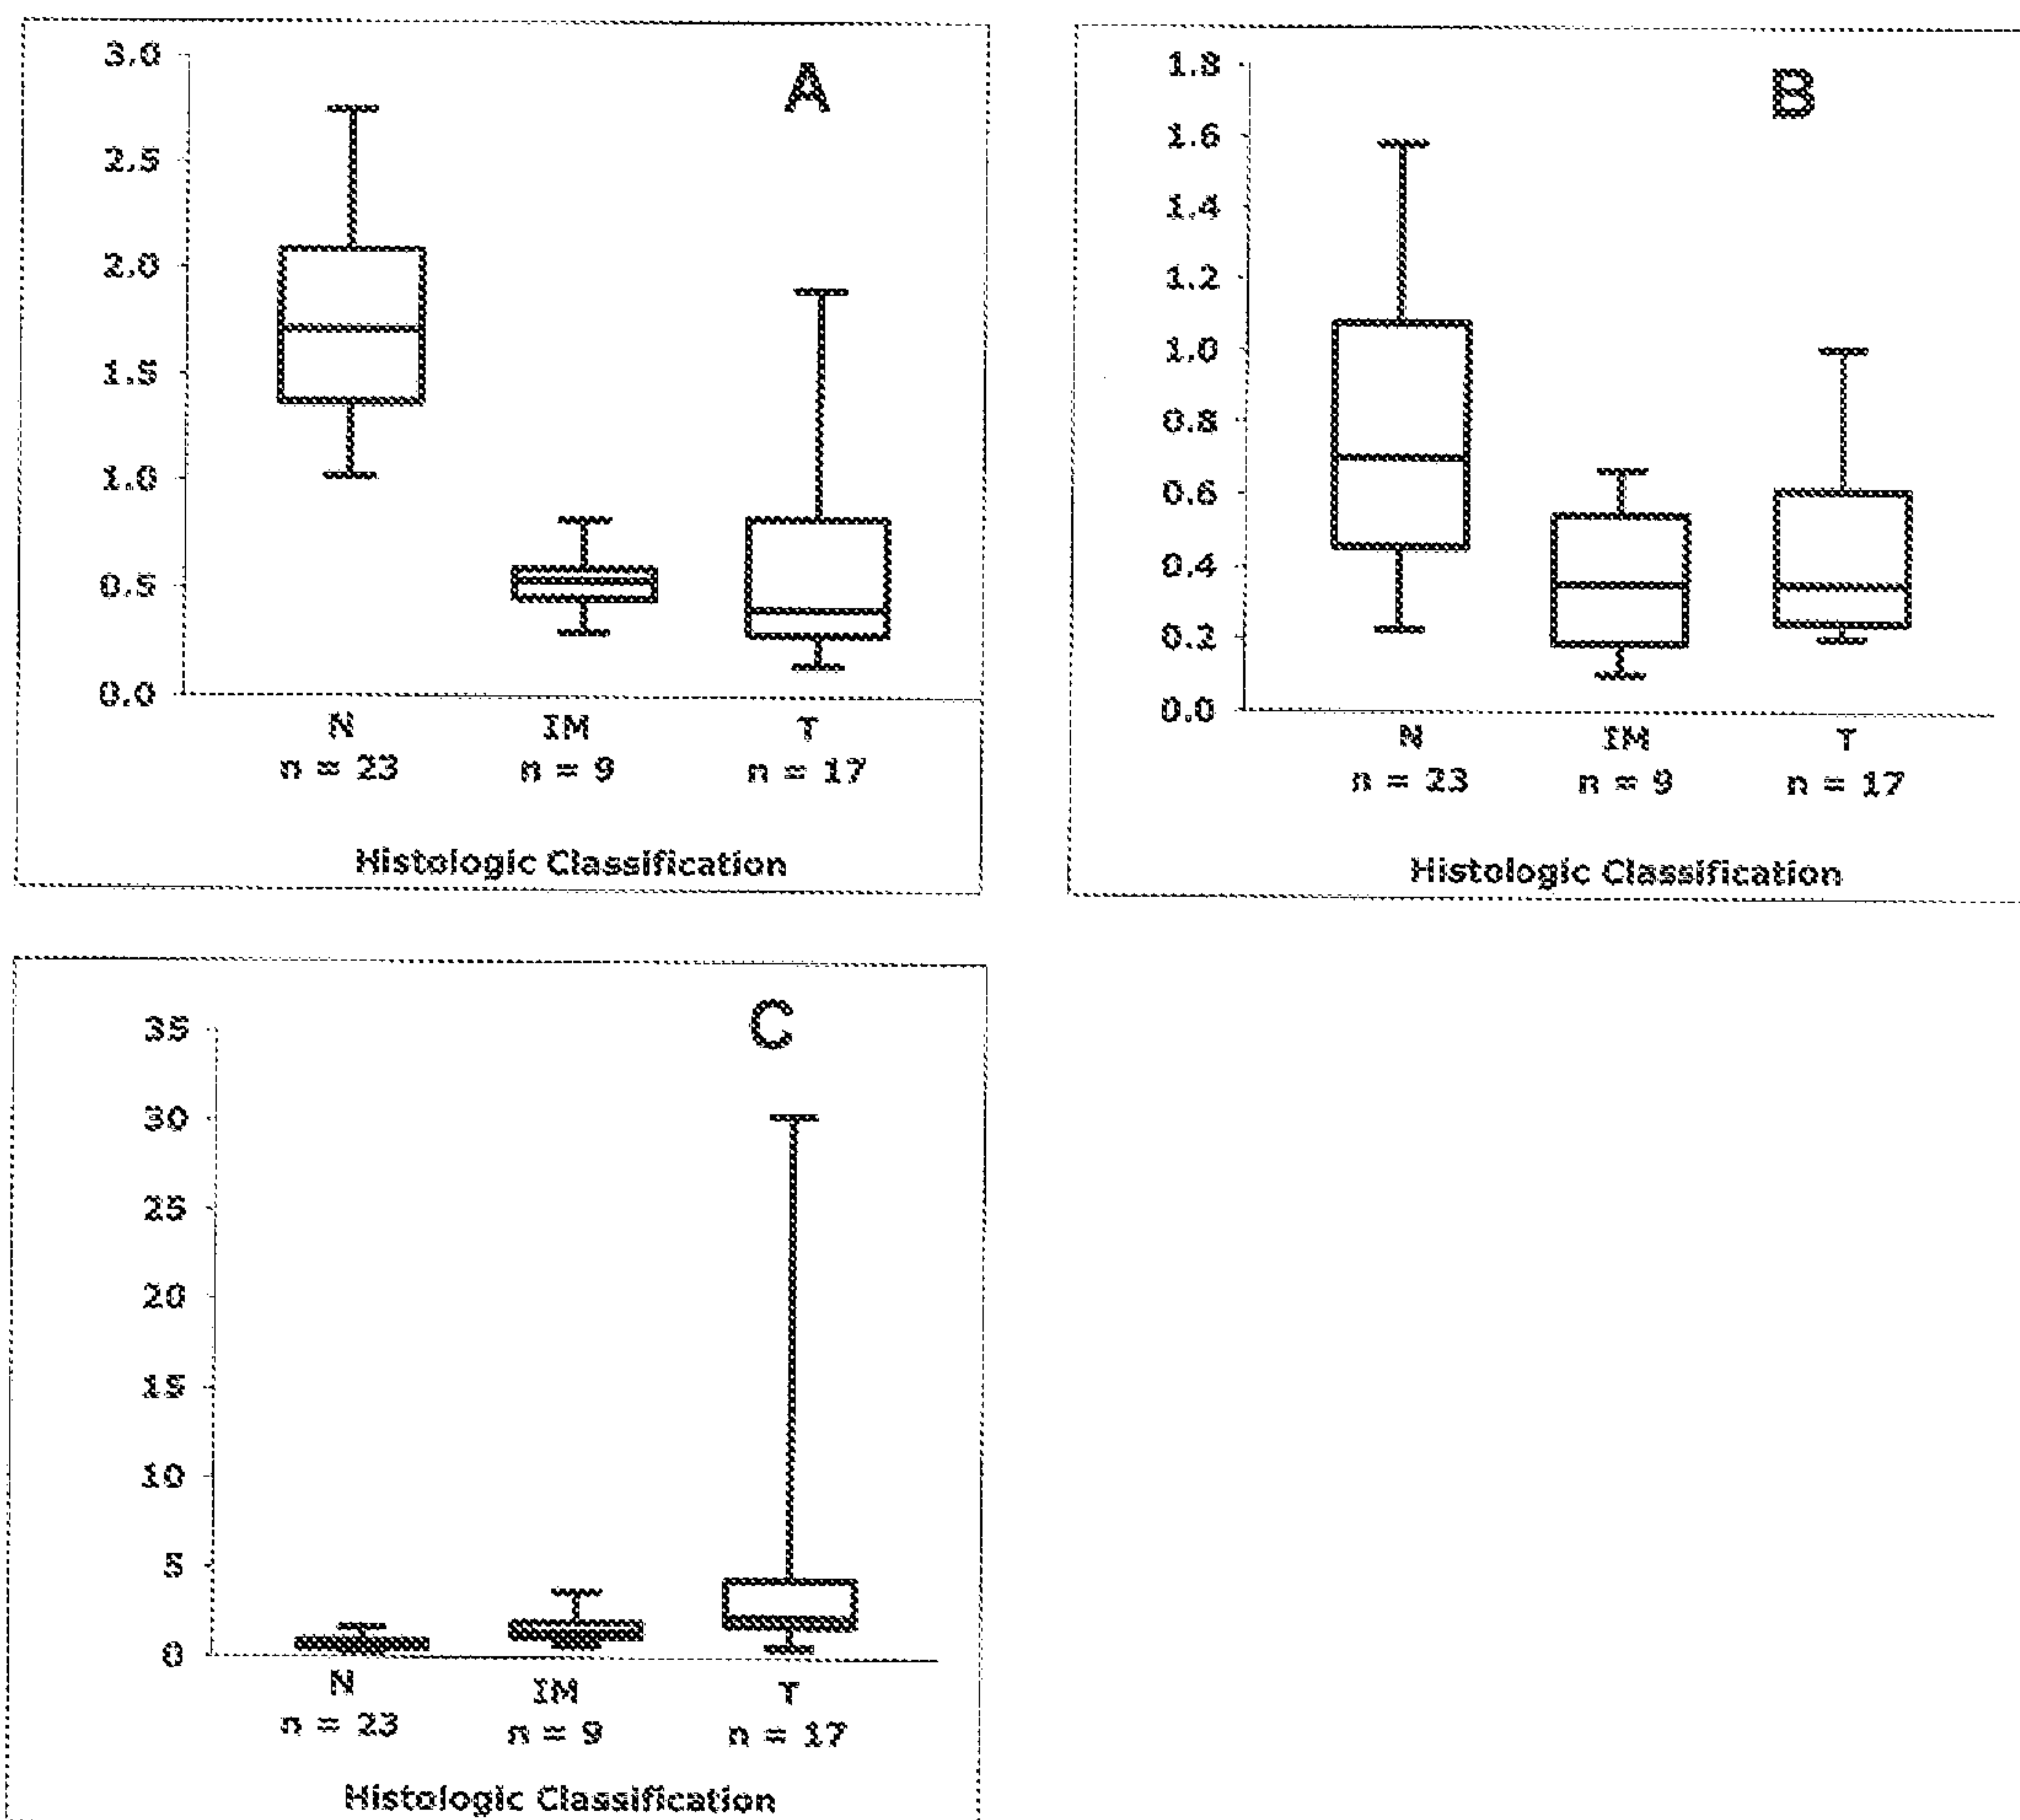 A
3.0
2.5
2.0
1.5
1.0
0.5
0.0
N IM T
n = 23 n = 9 n = 17
Histologic Classification
B
1.8
1.6
1.4
1.2
1.0
0.8
0.6
0.4
0.2
0.0
N IM T
n = 23 n = 9 n = 17
Histologic Classification
C
35
30
25
20
15
10
5
0
N IM T
n = 23 n = 9 n = 17
Histologic Classification